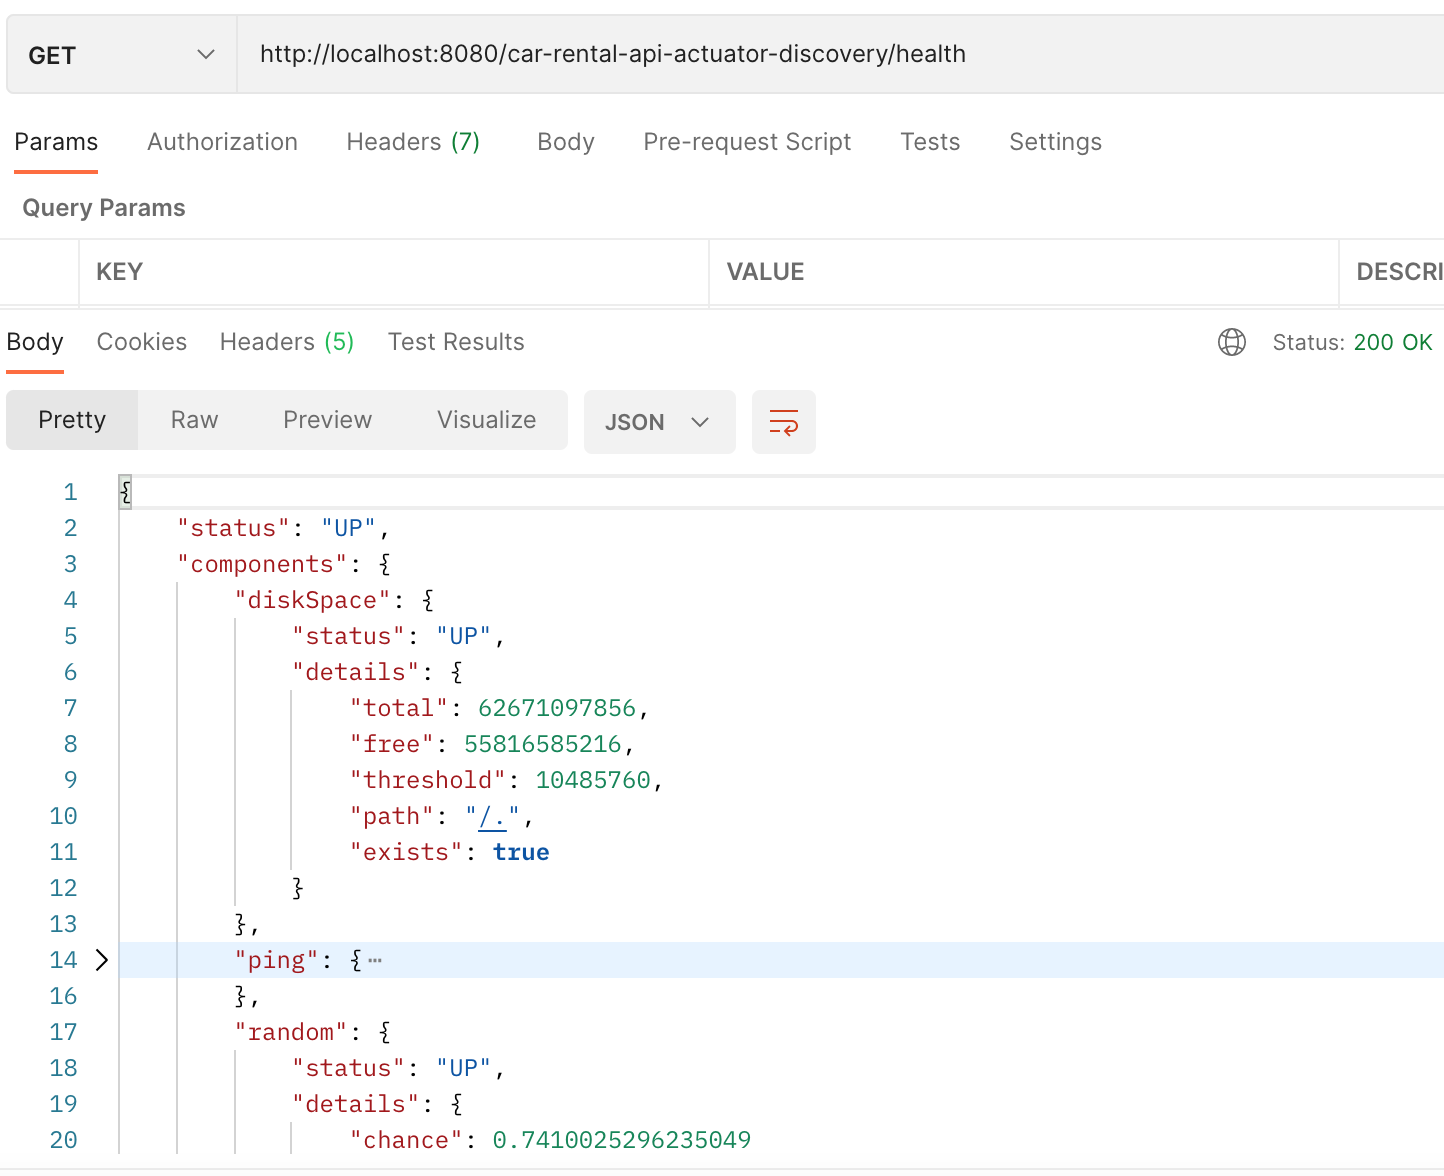 GET http://localhost:8080/car-rental-api-actuator-discovery/health
Params Authorization Headers (7) Body Pre-request Script Tests Settings
Query Params
KEY VALUE DESCRI
Body Cookies Headers (5) Test Results Status: 200 OK
Pretty Raw Preview Visualize JSON
1 {
2 "status": "UP",
3 "components": {
4 "diskSpace": {
5 "status": "UP",
6 "details": {
7 "total": 62671097856,
8 "free": 55816585216,
9 "threshold": 10485760,
10 "path": "/.",
11 "exists": true
12 }
13 },
14 "ping": {⋯
16 },
17 "random": {
18 "status": "UP",
19 "details": {
20 "chance": 0.7410025296235049